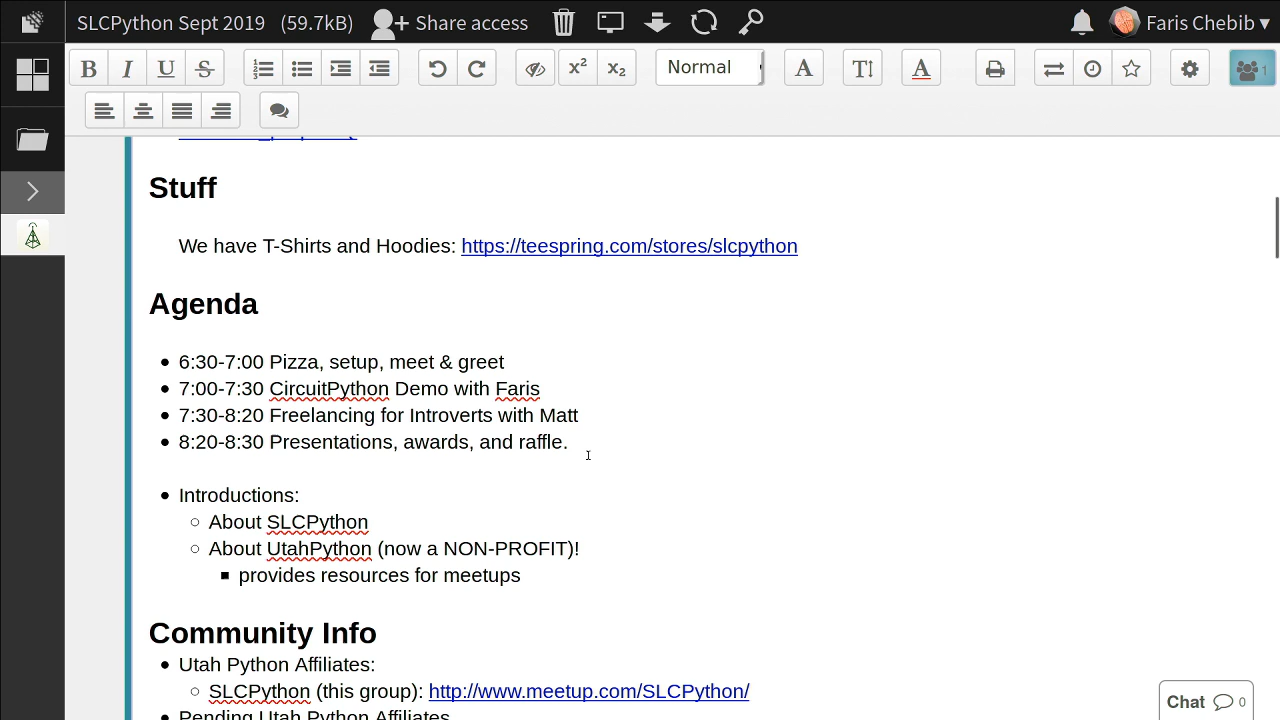 SLCPython Sept 2019 (59.7kB) Share access Faris Chebib ▾
B I U S x² x₂ Normal A T A 1
Stuff
We have T-Shirts and Hoodies: https://teespring.com/stores/slcpython
Agenda
6:30-7:00 Pizza, setup, meet & greet
7:00-7:30 CircuitPython Demo with Faris
7:30-8:20 Freelancing for Introverts with Matt
8:20-8:30 Presentations, awards, and raffle.
Introductions:
About SLCPython
About UtahPython (now a NON-PROFIT)!
provides resources for meetups
Community Info
Utah Python Affiliates:
SLCPython (this group): http://www.meetup.com/SLCPython/
Pending Utah Python Affiliates
Chat 0